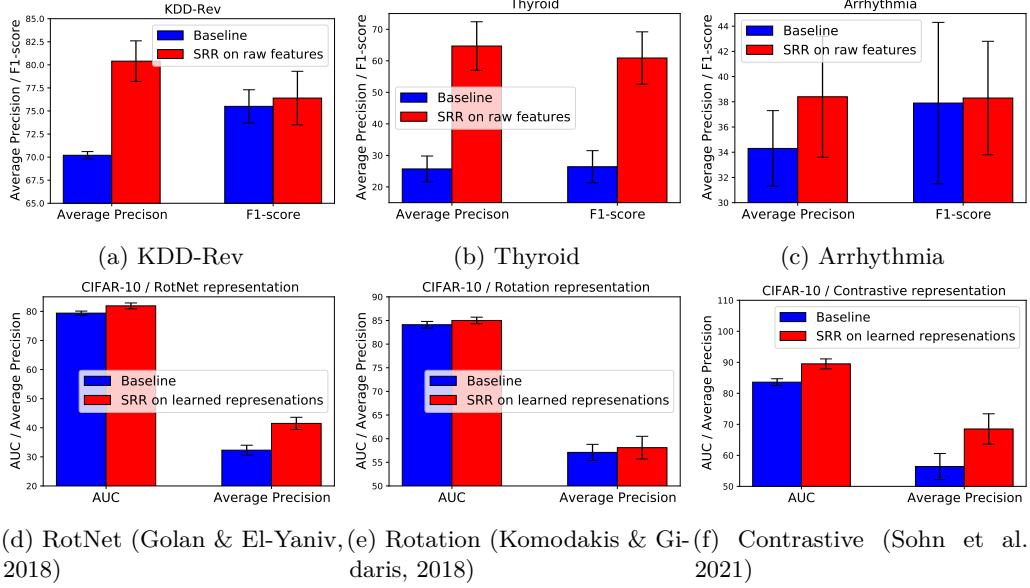 KDD-Rev
Average Precision / F1-score
85.0
82.5
80.0
77.5
75.0
72.5
70.0
67.5
65.0
Baseline
SRR on raw features
Average Precison
F1-score
(a) KDD-Rev
Thyroid
Average Precision / F1-score
70
60
50
40
30
20
Baseline
SRR on raw features
Average Precision
F1-score
(b) Thyroid
Arrhythmia
Average Precision / F1-score
44
42
40
38
36
34
32
30
Baseline
SRR on raw features
Average Precision
F1-score
(c) Arrhythmia
CIFAR-10 / RotNet representation
AUC / Average Precision
80
70
60
50
40
30
20
Baseline
SRR on learned represenations
AUC
Average Precision
(d) RotNet (Golan & El-Yaniv,
2018)
CIFAR-10 / Rotation representation
AUC / Average Precision
90
85
80
75
70
65
60
55
50
Baseline
SRR on learned represenations
AUC
Average Precision
(e) Rotation (Komodakis & Gi-
daris, 2018)
CIFAR-10 / Contrastive representation
AUC / Average Precision
110
100
90
80
70
60
50
Baseline
SRR on learned represenations
AUC
Average Precision
(f) Contrastive (Sohn et al.
2021)